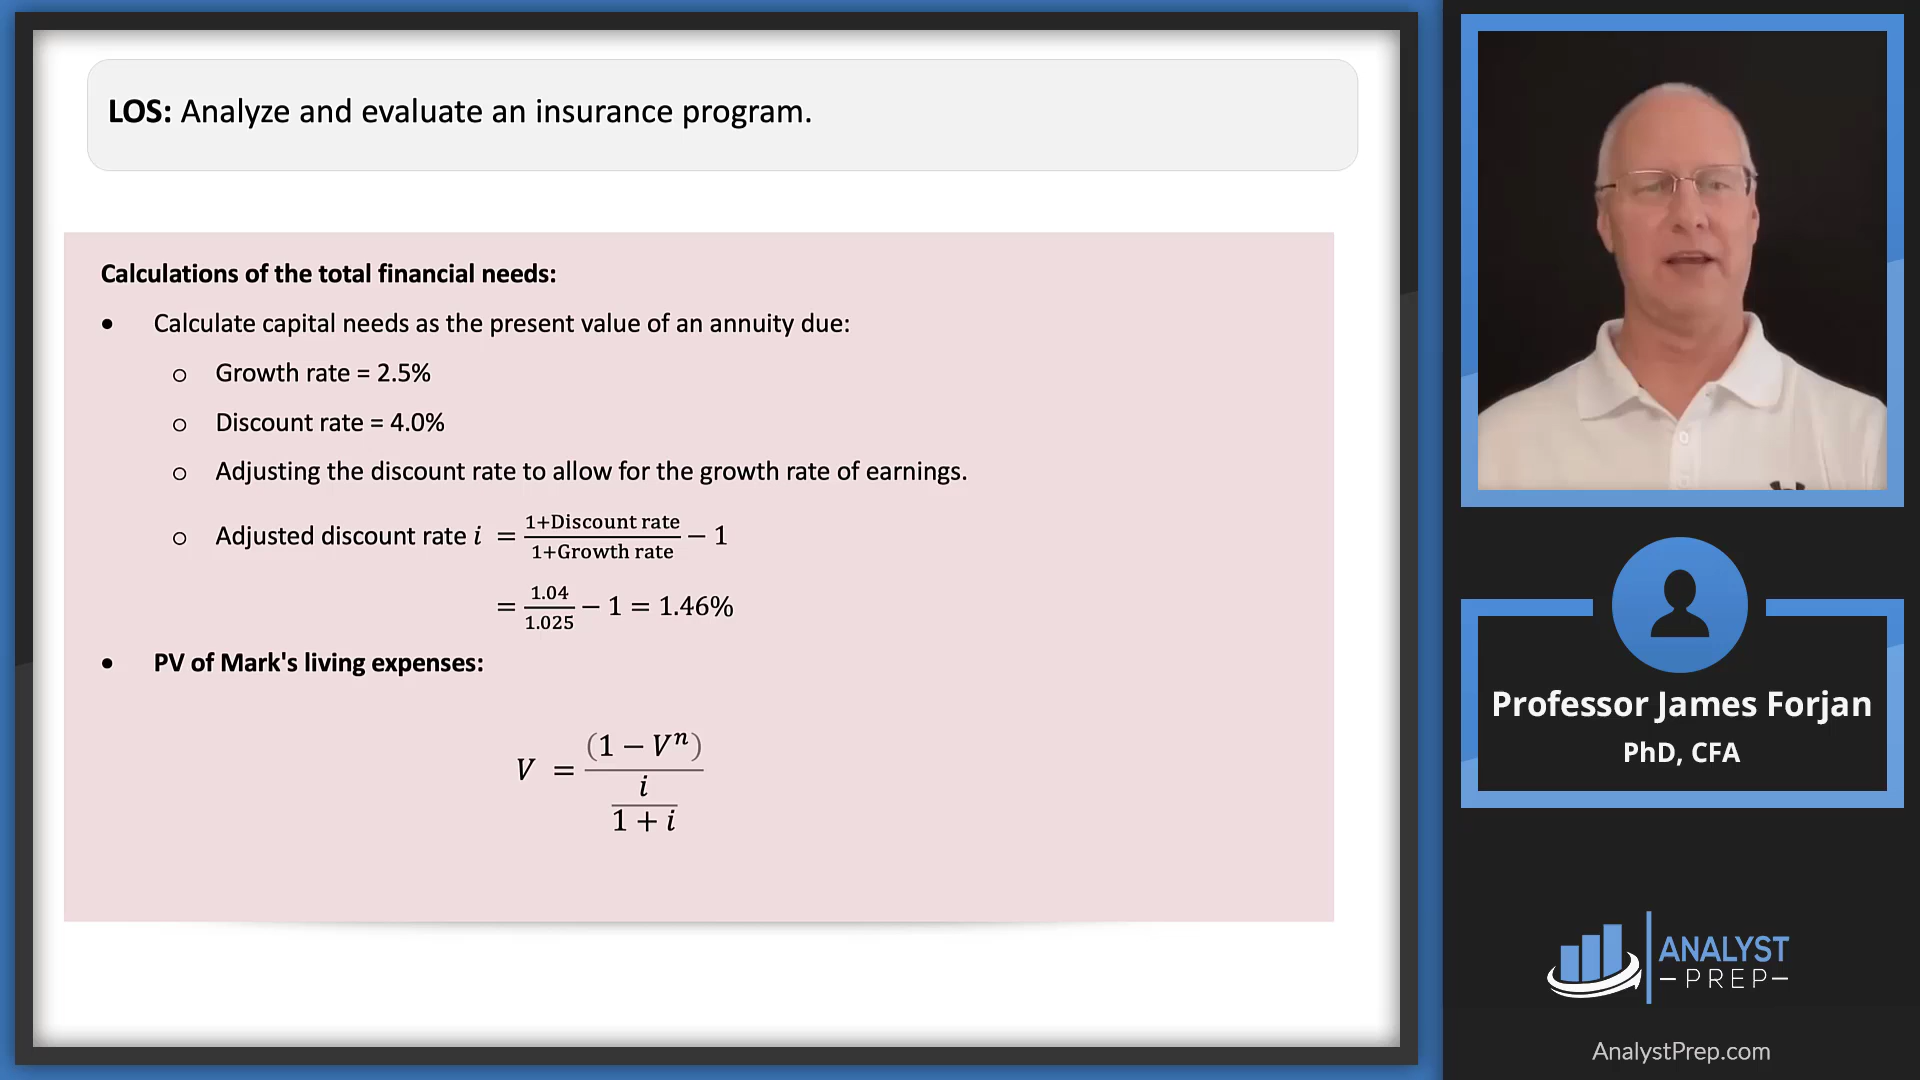 LOS: Analyze and evaluate an insurance program.
Calculations of the total financial needs:
• Calculate capital needs as the present value of an annuity due:
o Growth rate = 2.5%
o Discount rate = 4.0%
o Adjusting the discount rate to allow for the growth rate of earnings.
o Adjusted discount rate i = (1+Discount rate)/(1+Growth rate) − 1
= 1.04/1.025 − 1 = 1.46%
• PV of Mark's living expenses:
V = (1 − Vⁿ)/(i/(1 + i))
Professor James Forjan
PhD, CFA
ANALYST
PREP
AnalystPrep.com